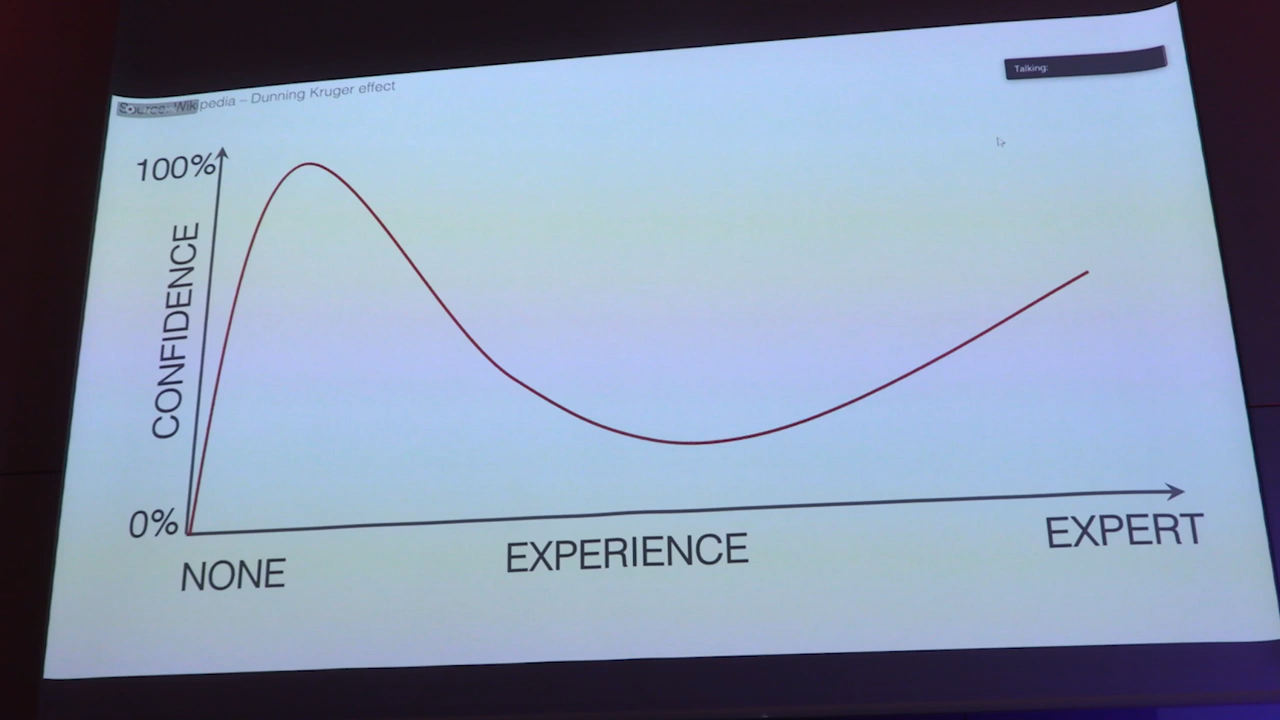 Source: Wikipedia – Dunning Kruger effect
Talking:
100%
CONFIDENCE
0%
NONE
EXPERIENCE
EXPERT